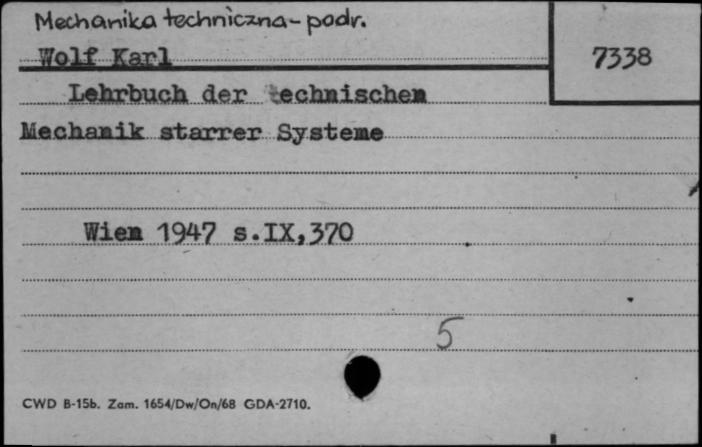 Mechanika techniczna - podr.
Wolf Karl
7338
Lehrbuch der technischen
Mechanik starrer Systeme
Wien 1947 s.IX,370
5
CWD B-15b. Zam. 1654/Dw/On/68 GDA-2710.